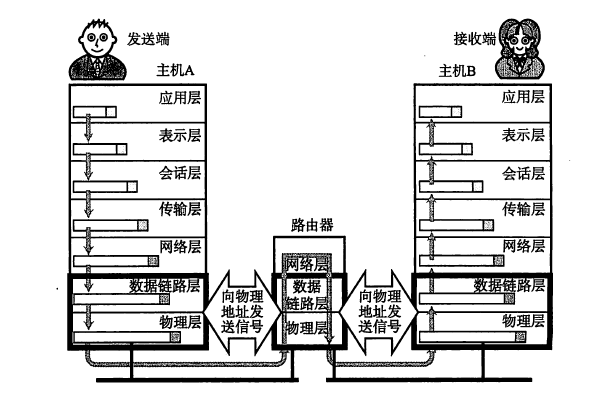 发送端
接收端
主机A
主机B
应用层
表示层
会话层
传输层
网络层
数据链路层
物理层
路由器
网络层
数据
链路层
物理层
向物理
地址发
送信号
向物理
地址发
送信号
应用层
表示层
会话层
传输层
网络层
数据链路层
物理层